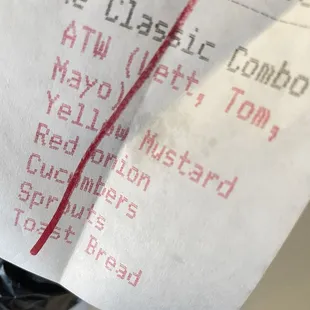 e Classic Combo
ATW (Lett, Tom,
Mayo)
Yellow Mustard
Red Onion
Cucumbers
Sprouts
Toast Bread